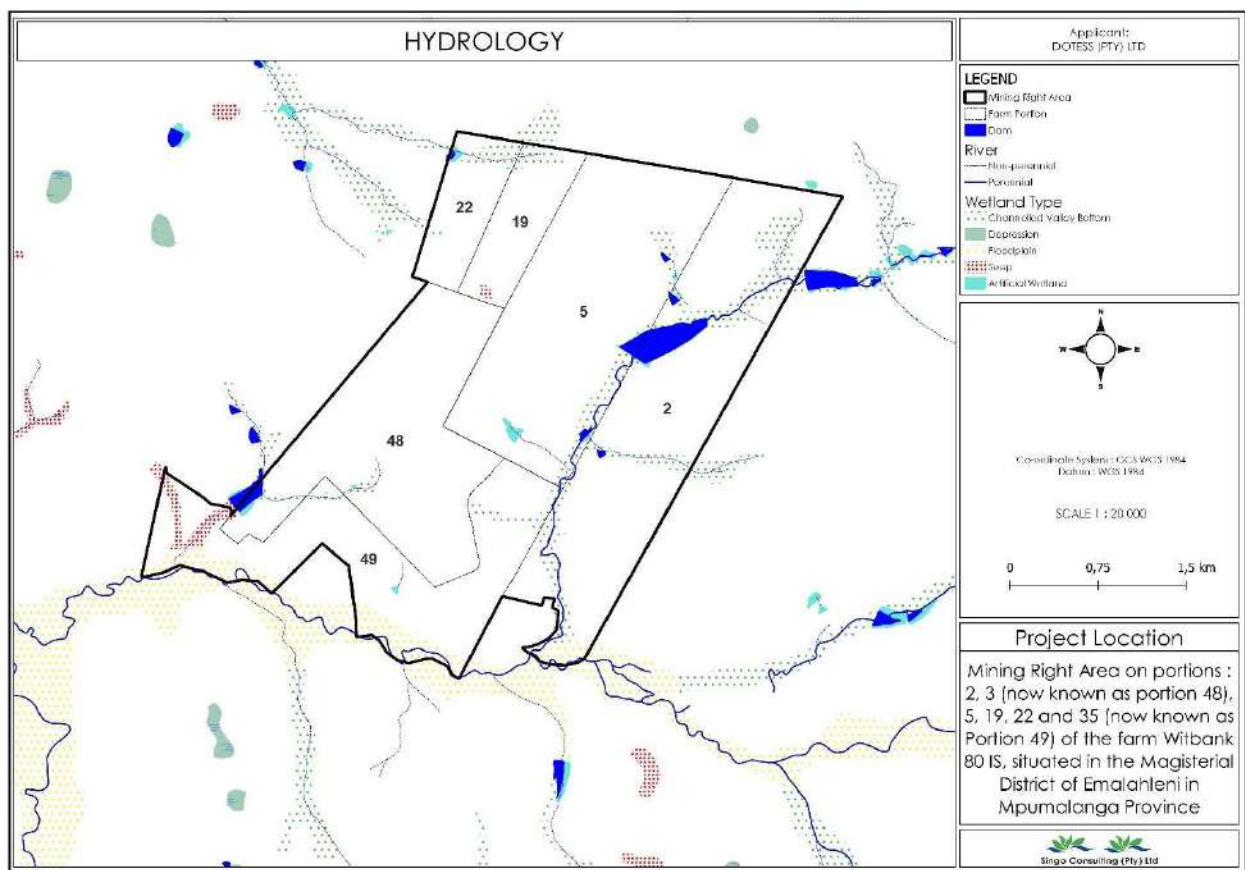 HYDROLOGY
Applicant:
DOTESS (PTY) LTD
LEGEND
Mining Right Area
Farm Portion
Dam
River
Non-perennial
Perennial
Wetland Type
Channelled Valley Bottom
Depression
Floodplain
Seep
Artificial Wetland
22
19
5
2
48
49
N
W
E
S
Co-ordinate System : GCS WGS 1984
Datum : WGS 1984
SCALE 1 : 20 000
0 0,75 1,5 km
Project Location
Mining Right Area on portions :
2, 3 (now known as portion 48),
5, 19, 22 and 35 (now known as
Portion 49) of the farm Witbank
80 IS, situated in the Magisterial
District of Emalahleni in
Mpumalanga Province
Singo Consulting (Pty) Ltd